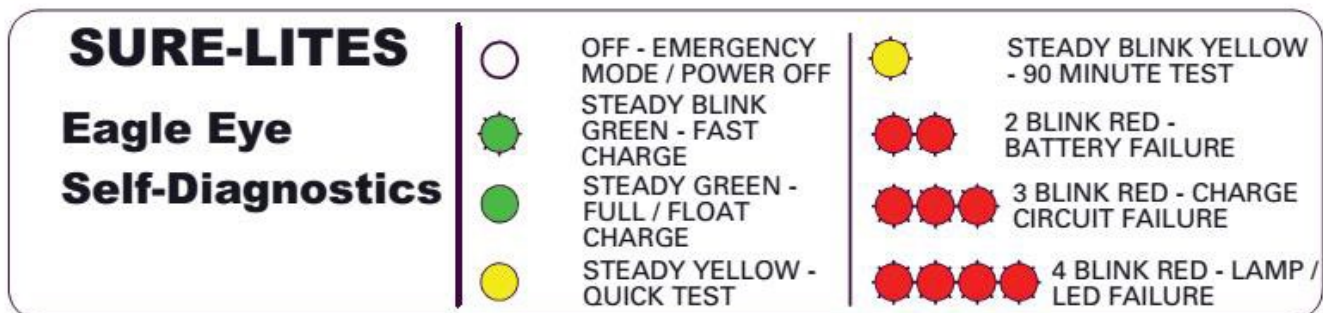 SURE-LITES
Eagle Eye
Self-Diagnostics
OFF - EMERGENCY
MODE / POWER OFF
STEADY BLINK
GREEN - FAST
CHARGE
STEADY GREEN -
FULL / FLOAT
CHARGE
STEADY YELLOW -
QUICK TEST
STEADY BLINK YELLOW
- 90 MINUTE TEST
2 BLINK RED -
BATTERY FAILURE
3 BLINK RED - CHARGE
CIRCUIT FAILURE
4 BLINK RED - LAMP /
LED FAILURE